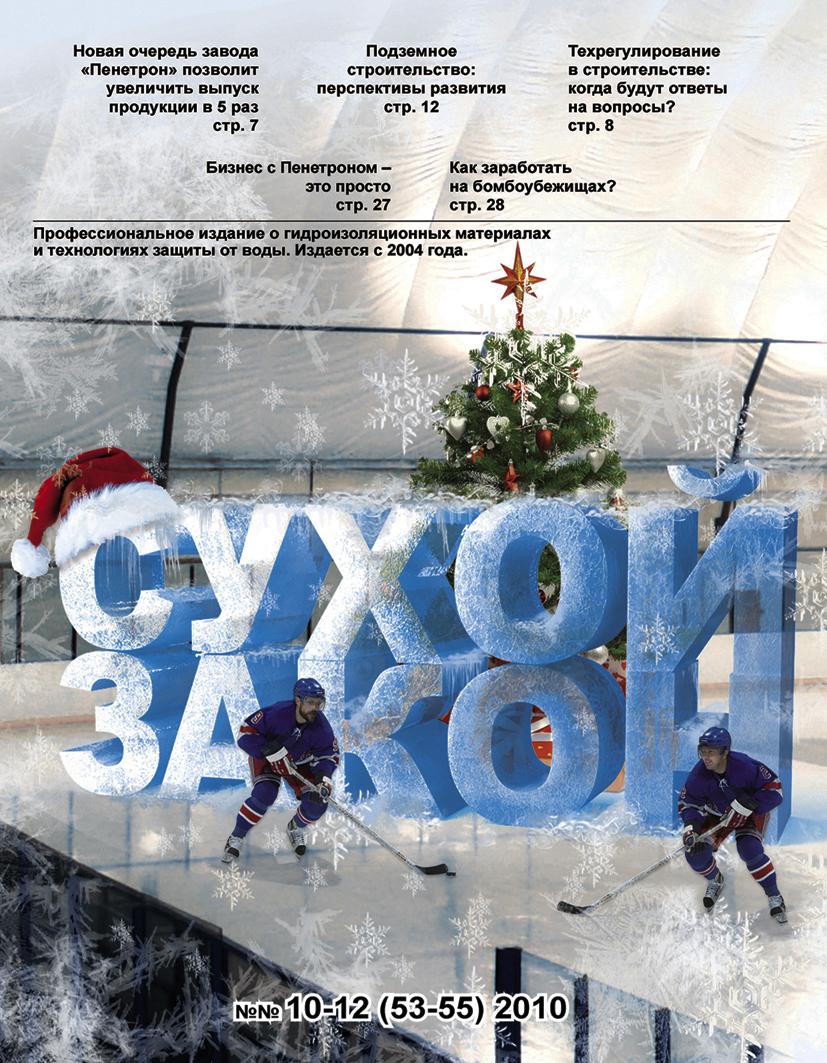 Новая очередь завода
«Пенетрон» позволит
увеличить выпуск
продукции в 5 раз
стр. 7
Подземное
строительство:
перспективы развития
стр. 12
Техрегулирование
в строительстве:
когда будут ответы
на вопросы?
стр. 8
Бизнес с Пенетроном –
это просто
стр. 27
Как заработать
на бомбоубежищах?
стр. 28
Профессиональное издание о гидроизоляционных материалах
и технологиях защиты от воды. Издается с 2004 года.
СУХОЙ
ЗАКОН
№№ 10-12 (53-55) 2010